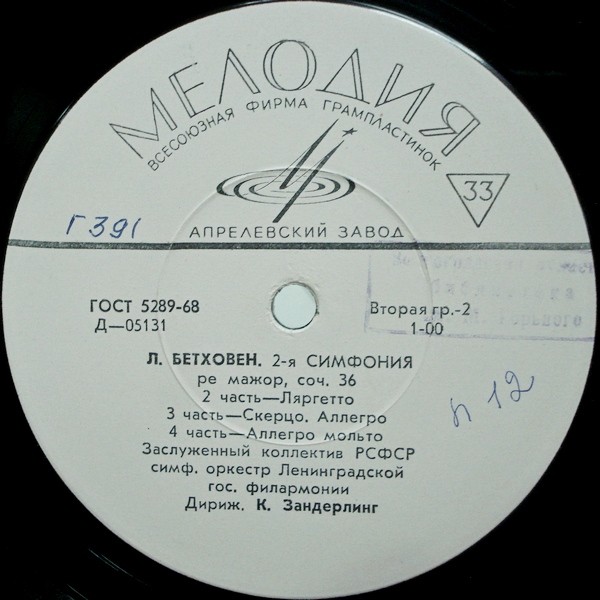 МЕЛОДИЯ
ВСЕСОЮЗНАЯ ФИРМА ГРАМПЛАСТИНОК
33
АПРЕЛЕВСКИЙ ЗАВОД
Г 391
ГОСТ 5289-68
Д—05131
Вторая гр.-2
1-00
Л. БЕТХОВЕН. 2-я СИМФОНИЯ
ре мажор, соч. 36
2 часть—Ляргетто
3 часть—Скерцо. Аллегро
4 часть—Аллегро мольто
Заслуженный коллектив РСФСР
симф. оркестр Ленинградской
гос. филармонии
Дириж. К. Зандерлинг
п 12